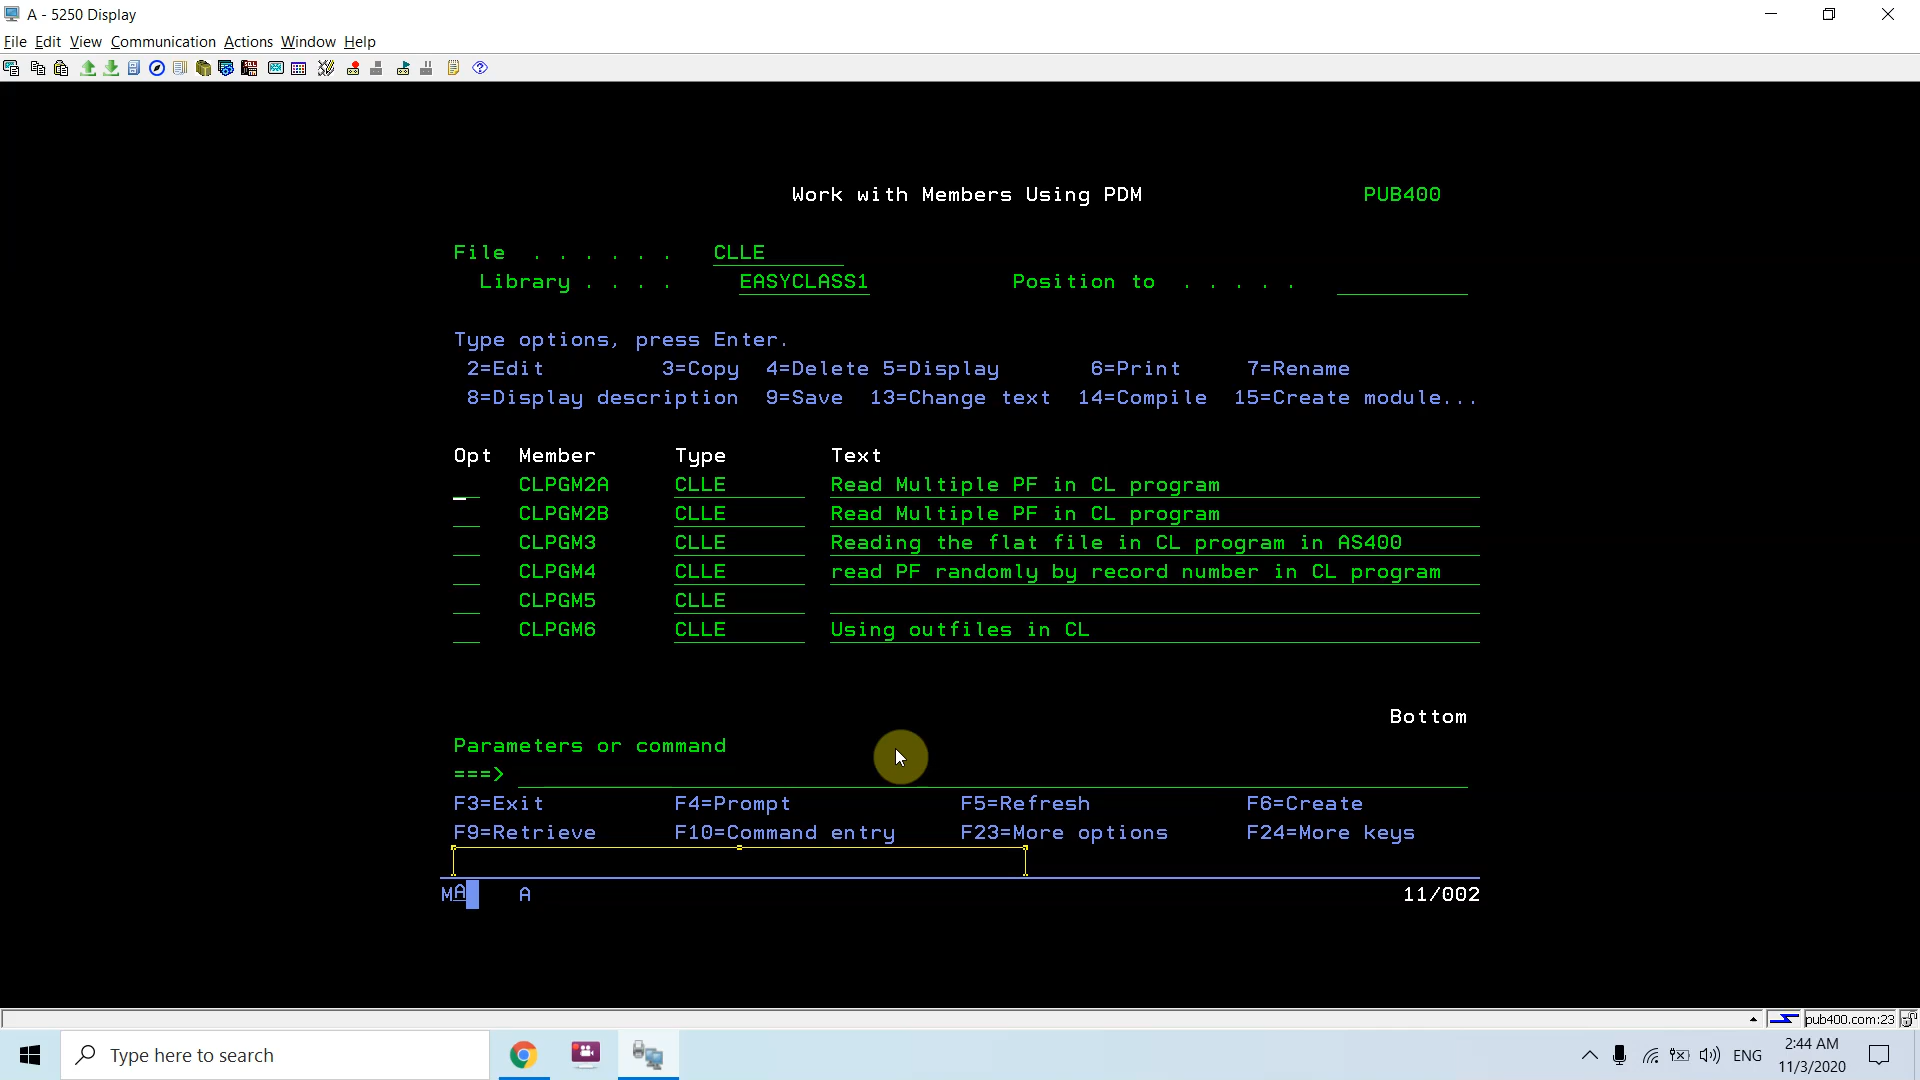 A - 5250 Display
File Edit View Communication Actions Window Help
Work with Members Using PDM PUB400
File . . . . . . CLLE
Library . . . . EASYCLASS1 Position to . . . . .
Type options, press Enter.
2=Edit 3=Copy 4=Delete 5=Display 6=Print 7=Rename
8=Display description 9=Save 13=Change text 14=Compile 15=Create module...
Opt Member Type Text
CLPGM2A CLLE Read Multiple PF in CL program
CLPGM2B CLLE Read Multiple PF in CL program
CLPGM3 CLLE Reading the flat file in CL program in AS400
CLPGM4 CLLE read PF randomly by record number in CL program
CLPGM5 CLLE
CLPGM6 CLLE Using outfiles in CL
Bottom
Parameters or command
===>
F3=Exit F4=Prompt F5=Refresh F6=Create
F9=Retrieve F10=Command entry F23=More options F24=More keys
MA A 11/002
pub400.com:23
Type here to search
ENG
2:44 AM
11/3/2020